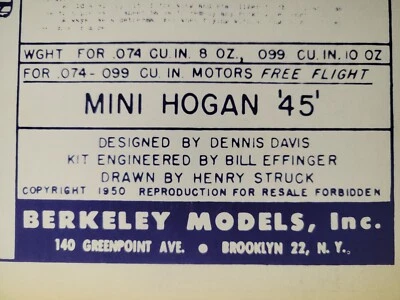 WGHT FOR .074 CU. IN. 8 OZ., 099 CU. IN. 10 OZ
FOR .074 - 099 CU. IN. MOTORS FREE FLIGHT
MINI HOGAN '45'
DESIGNED BY DENNIS DAVIS
KIT ENGINEERED BY BILL EFFINGER
DRAWN BY HENRY STRUCK
COPYRIGHT 1950 REPRODUCTION FOR RESALE FORBIDDEN
BERKELEY MODELS, Inc.
140 GREENPOINT AVE. • BROOKLYN 22, N. Y.